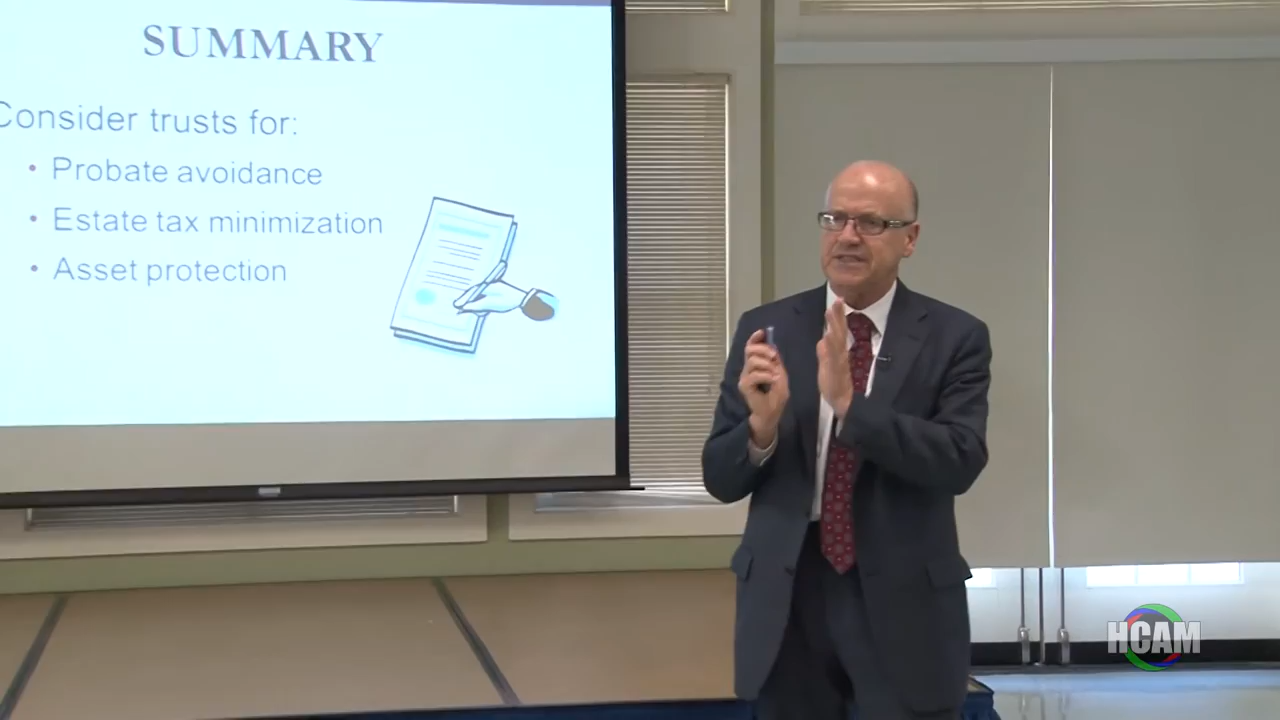 SUMMARY
Consider trusts for:
• Probate avoidance
• Estate tax minimization
• Asset protection
HCAM